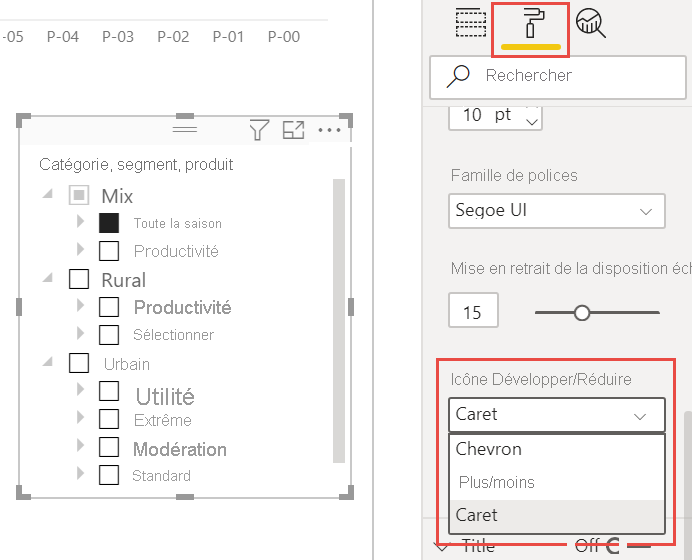 -05 P-04 P-03 P-02 P-01 P-00
Catégorie, segment, produit
Mix
Toute la saison
Productivité
Rural
Productivité
Sélectionner
Urbain
Utilité
Extrême
Modération
Standard
Rechercher
10 pt
Famille de polices
Segoe UI
Mise en retrait de la disposition éch
15
Icône Développer/Réduire
Caret
Chevron
Plus/moins
Caret
Title Off